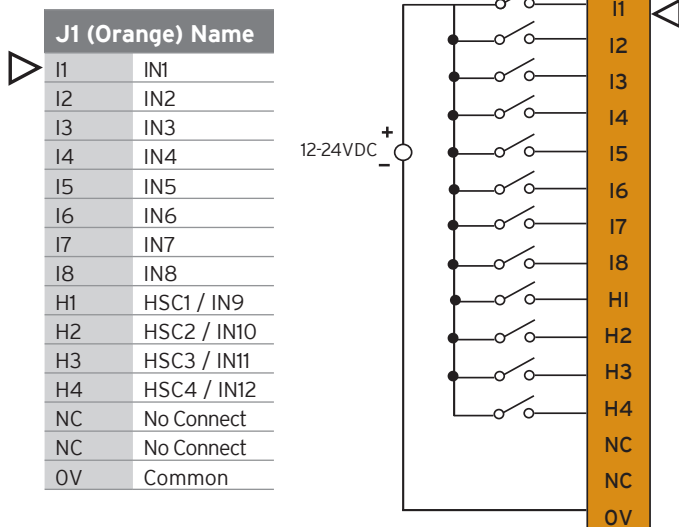 J1 (Orange) Name
I1 IN1
I2 IN2
I3 IN3
I4 IN4
I5 IN5
I6 IN6
I7 IN7
I8 IN8
H1 HSC1 / IN9
H2 HSC2 / IN10
H3 HSC3 / IN11
H4 HSC4 / IN12
NC No Connect
NC No Connect
0V Common
12-24VDC
+
–
I1
I2
I3
I4
I5
I6
I7
I8
HI
H2
H3
H4
NC
NC
0V